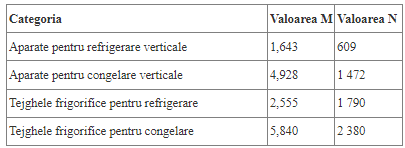 Categoria Valoarea M Valoarea N
Aparate pentru refrigerare verticale 1,643 609
Aparate pentru congelare verticale 4,928 1 472
Tejghele frigorifice pentru refrigerare 2,555 1 790
Tejghele frigorifice pentru congelare 5,840 2 380